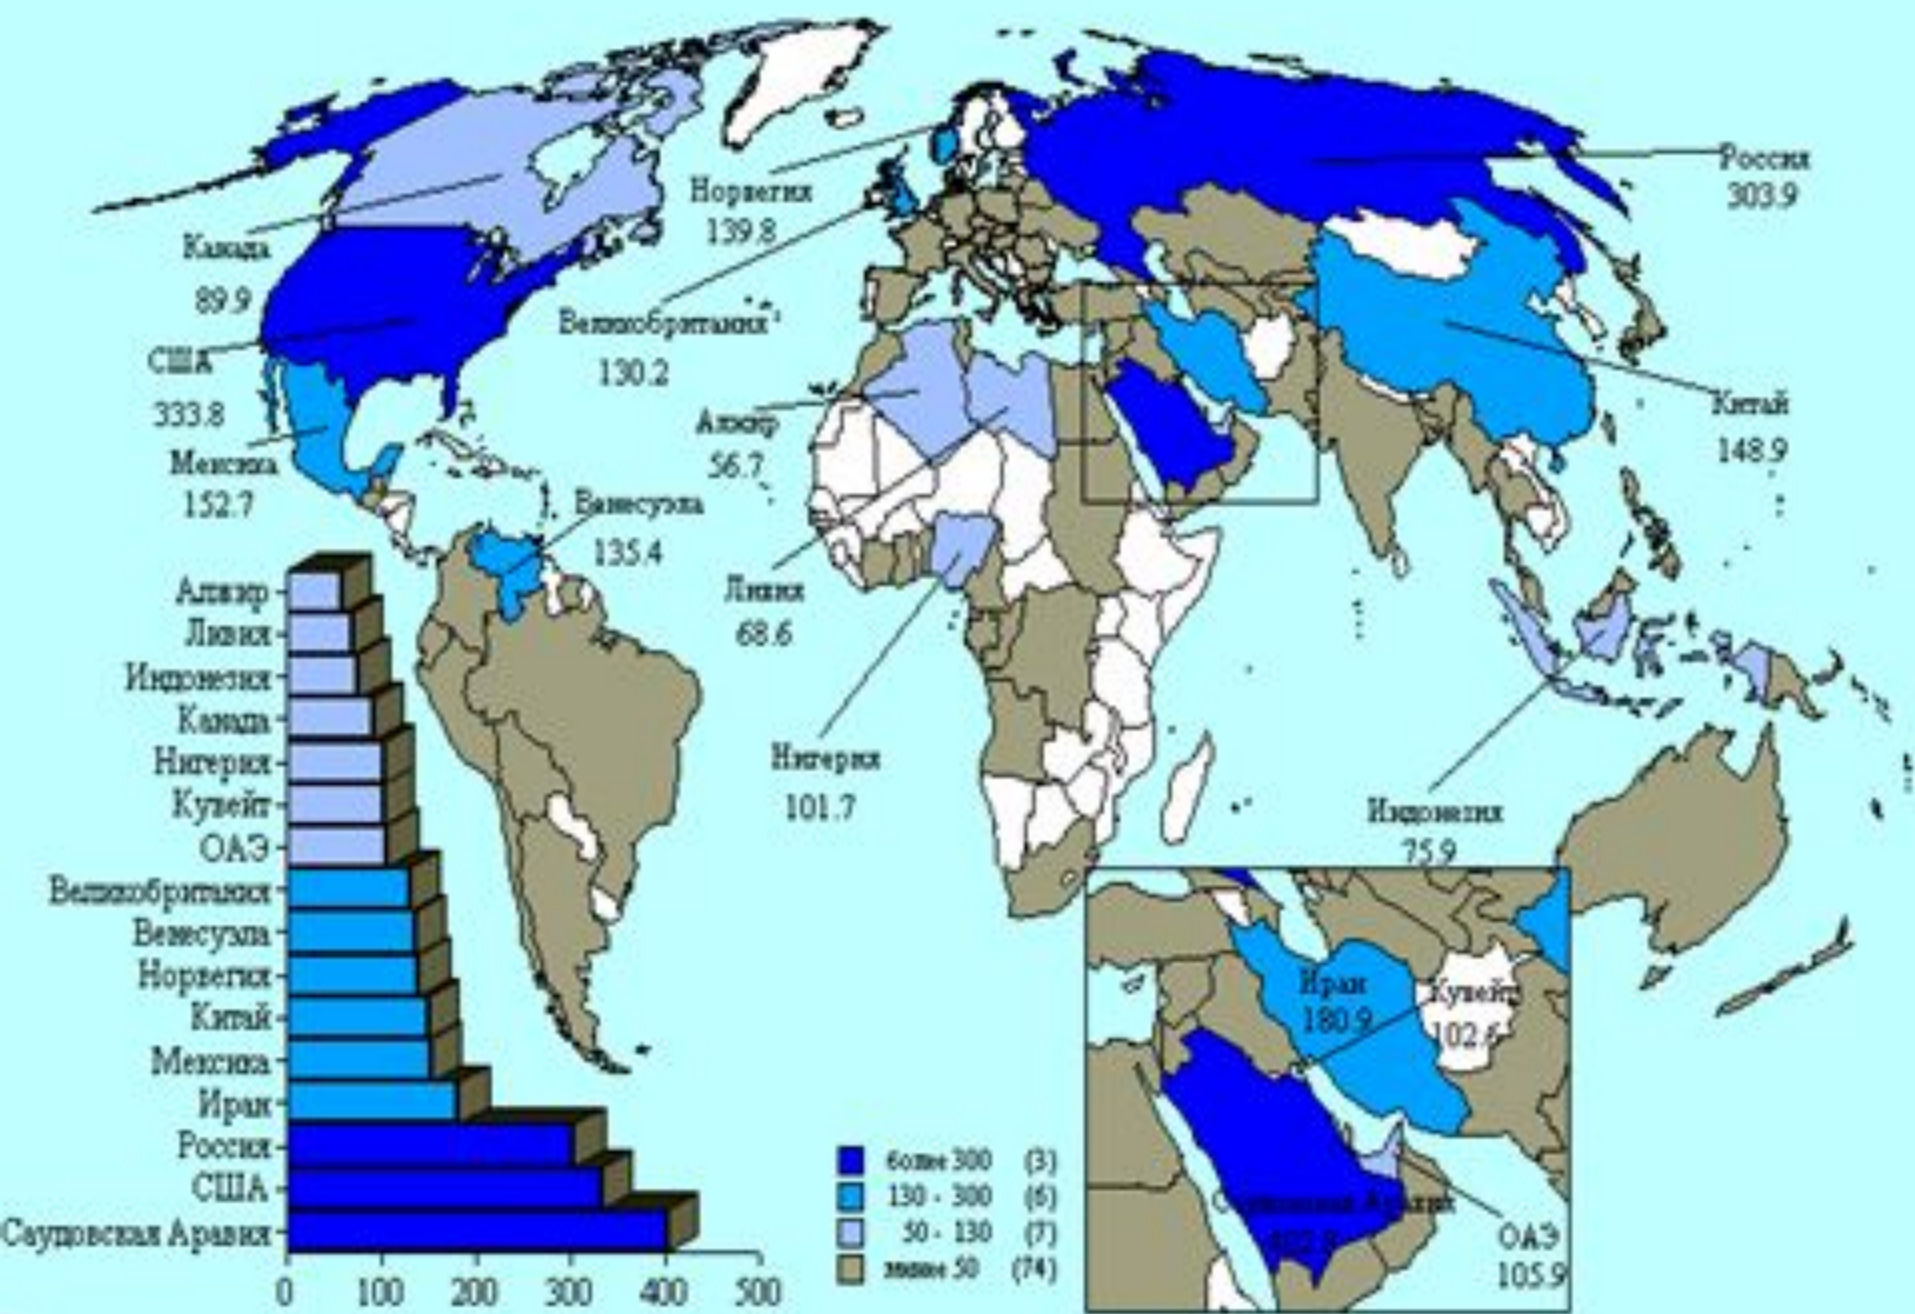 Россия
303.9
Норвегия
139.8
Канада
89.9
Великобритания
130.2
США
333.8
Алжир
56.7
Китай
148.9
Мексика
152.7
Венесуэла
135.4
Ливия
68.6
Нигерия
101.7
Индонезия
75.9
Алжир
Ливия
Индонезия
Канада
Нигерия
Кувейт
ОАЭ
Великобритания
Венесуэла
Норвегия
Китай
Мексика
Иран
Россия
США
Саудовская Аравия
0 100 200 300 400 500
более 300 (3)
130 - 300 (6)
50 - 130 (7)
менее 50 (74)
Иран
180.9
Кувейт
102.6
Саудовская Аравия
ОАЭ
105.9